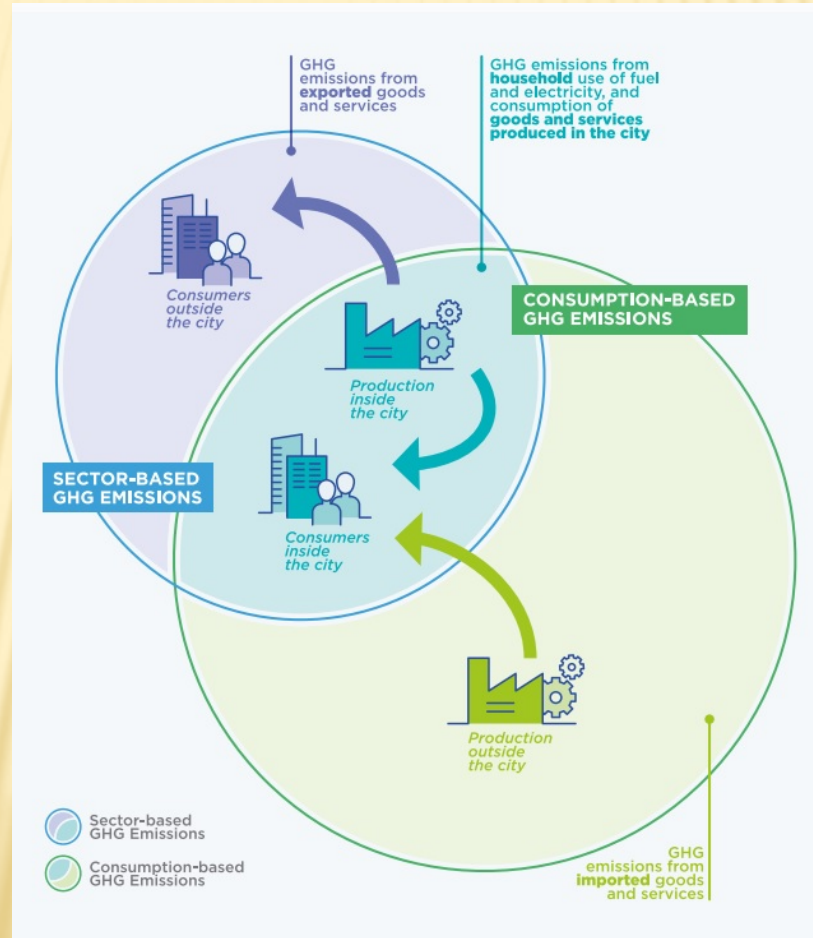 GHG
emissions from
exported goods
and services
GHG emissions from
household use of fuel
and electricity, and
consumption of
goods and services
produced in the city
Consumers
outside
the city
CONSUMPTION-BASED
GHG EMISSIONS
Production
inside
the city
SECTOR-BASED
GHG EMISSIONS
Consumers
inside
the city
Production
outside
the city
Sector-based
GHG Emissions
Consumption-based
GHG Emissions
GHG
emissions from
imported goods
and services